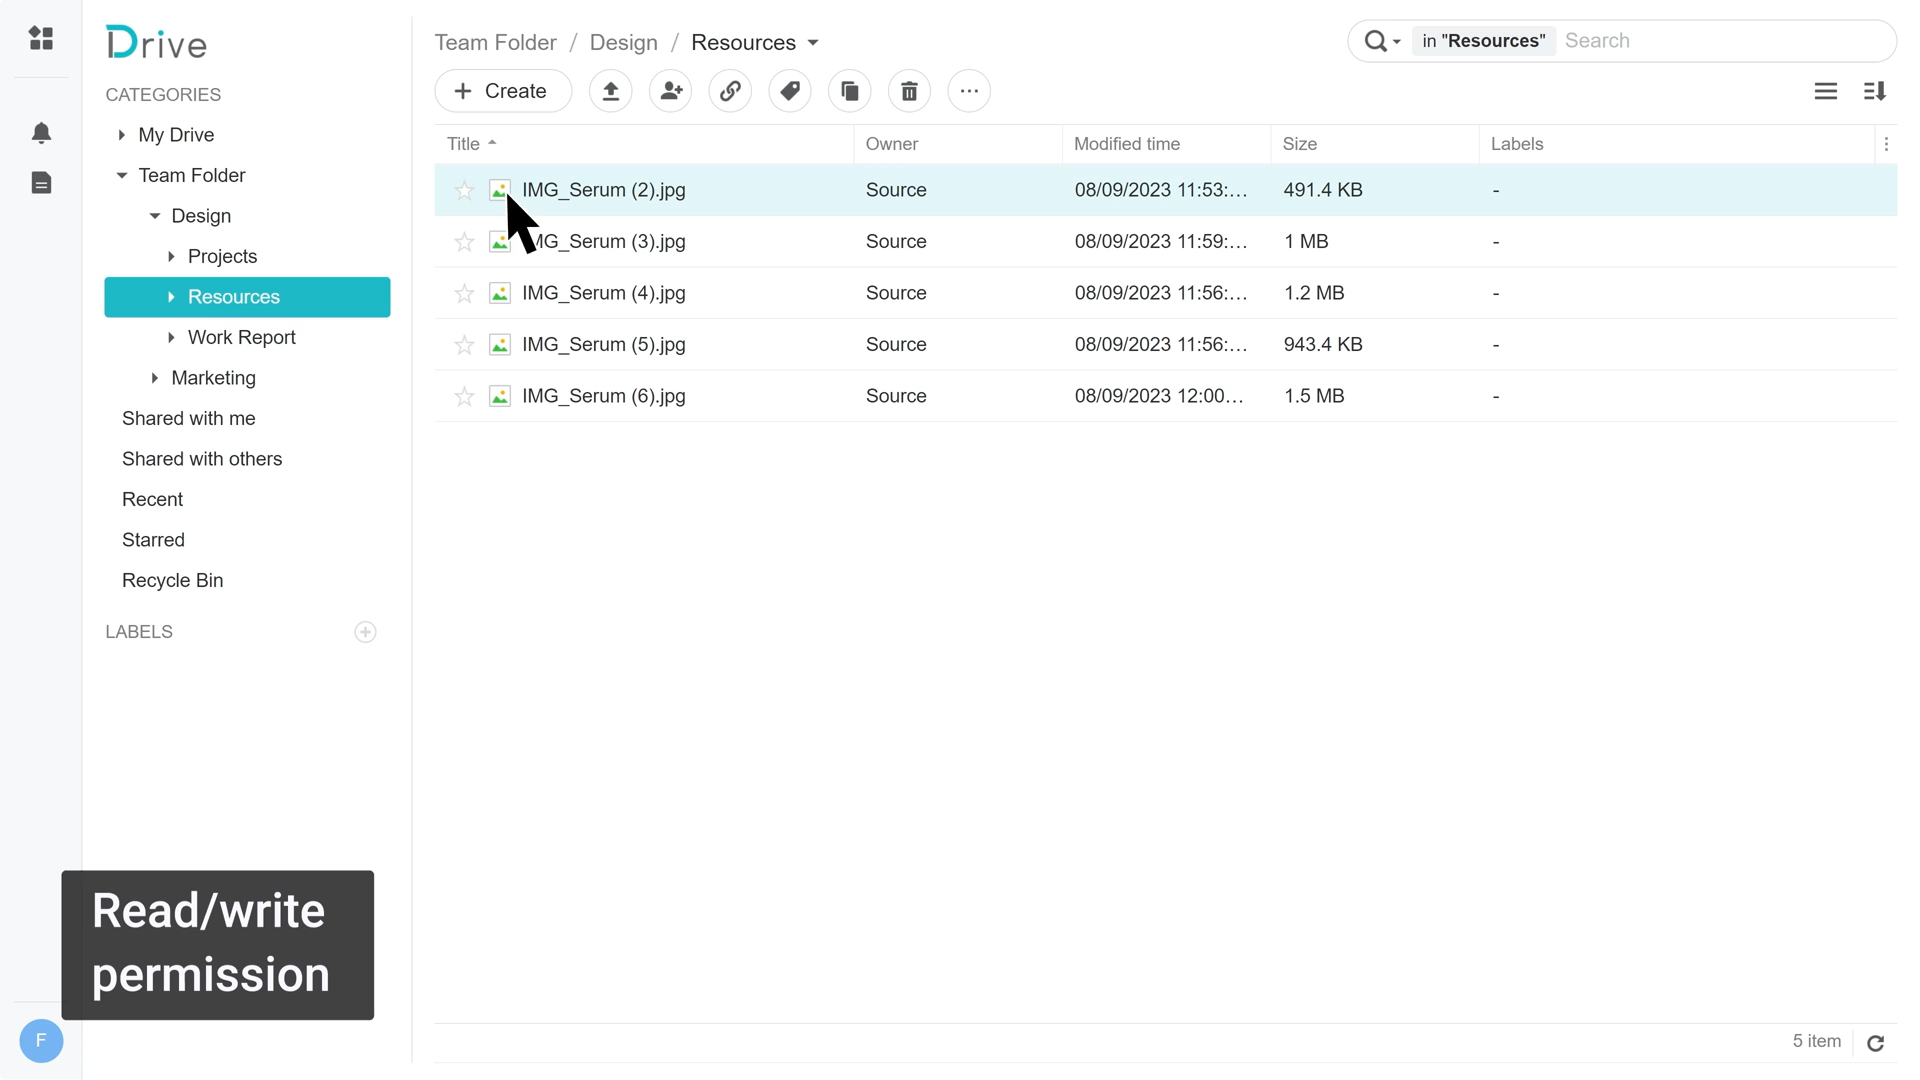 Drive
CATEGORIES
My Drive
Team Folder
Design
Projects
Resources
Work Report
Marketing
Shared with me
Shared with others
Recent
Starred
Recycle Bin
LABELS
Read/write
permission
F
Team Folder / Design / Resources
in "Resources" Search
+ Create
Title Owner Modified time Size Labels
IMG_Serum (2).jpg Source 08/09/2023 11:53:... 491.4 KB -
MG_Serum (3).jpg Source 08/09/2023 11:59:... 1 MB -
IMG_Serum (4).jpg Source 08/09/2023 11:56:... 1.2 MB -
IMG_Serum (5).jpg Source 08/09/2023 11:56:... 943.4 KB -
IMG_Serum (6).jpg Source 08/09/2023 12:00... 1.5 MB -
5 item